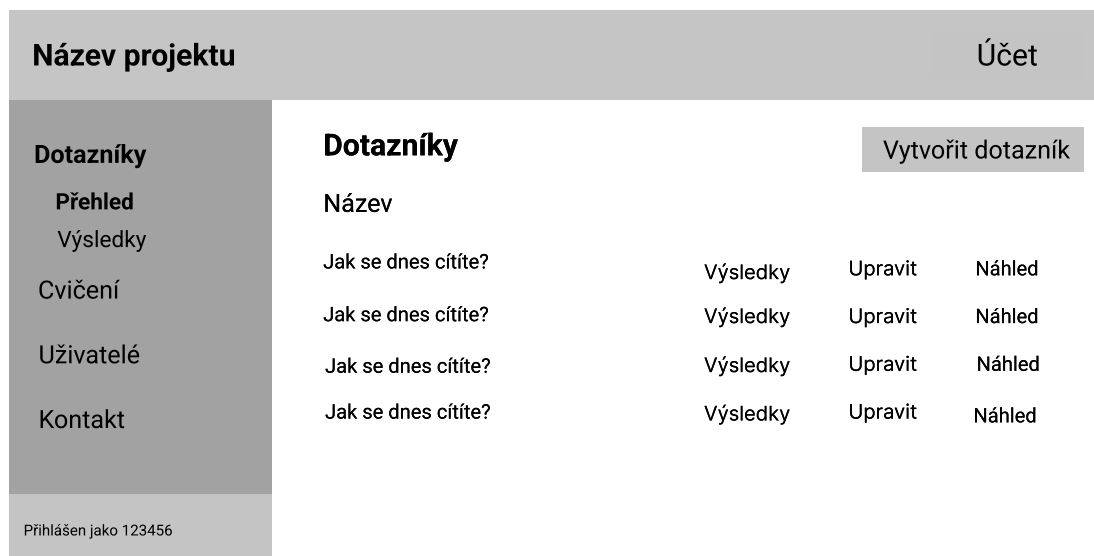 Název projektu
Účet
Dotazníky
Přehled
Výsledky
Cvičení
Uživatelé
Kontakt
Přihlášen jako 123456
Dotazníky
Vytvořit dotazník
Název
Jak se dnes cítíte? Výsledky Upravit Náhled
Jak se dnes cítíte? Výsledky Upravit Náhled
Jak se dnes cítíte? Výsledky Upravit Náhled
Jak se dnes cítíte? Výsledky Upravit Náhled